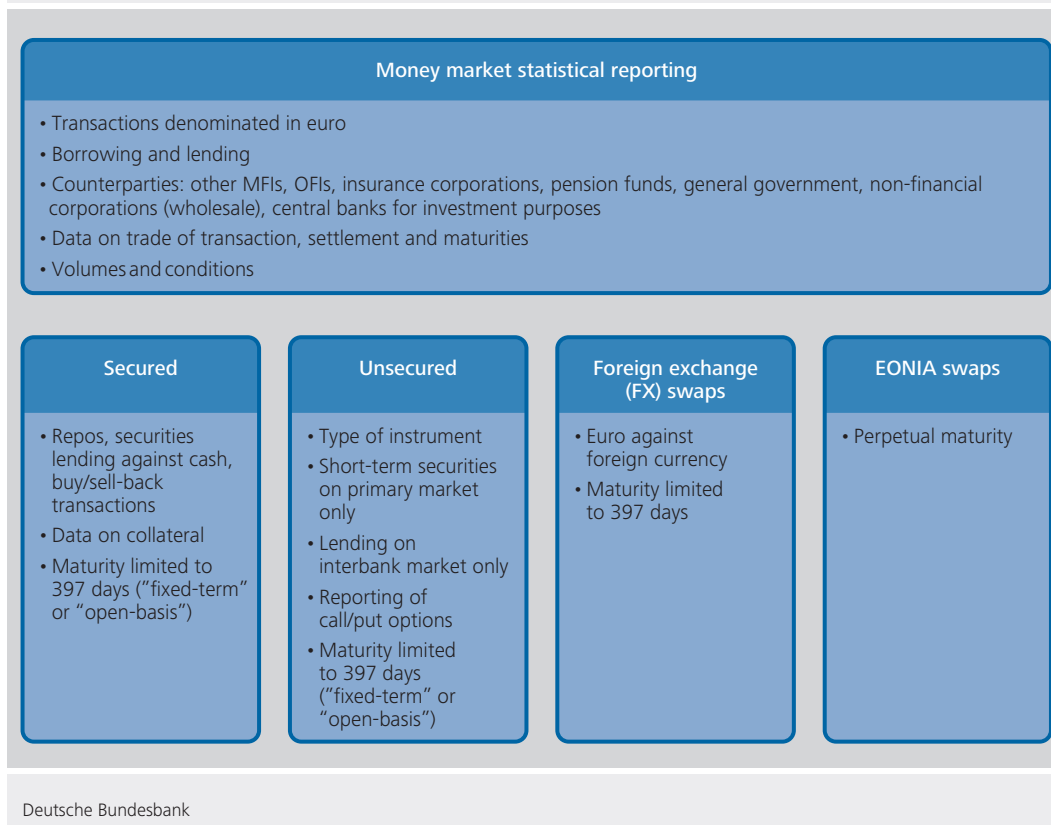 Money market statistical reporting
• Transactions denominated in euro
• Borrowing and lending
• Counterparties: other MFIs, OFIs, insurance corporations, pension funds, general government, non-financial
corporations (wholesale), central banks for investment purposes
• Data on trade of transaction, settlement and maturities
• Volumes and conditions
Secured
• Repos, securities
lending against cash,
buy/sell-back
transactions
• Data on collateral
• Maturity limited to
397 days (”fixed-term”
or “open-basis”)
Unsecured
• Type of instrument
• Short-term securities
on primary market
only
• Lending on
interbank market only
• Reporting of
call/put options
• Maturity limited
to 397 days
(”fixed-term” or
“open-basis”)
Foreign exchange
(FX) swaps
• Euro against
foreign currency
• Maturity limited
to 397 days
EONIA swaps
• Perpetual maturity
Deutsche Bundesbank